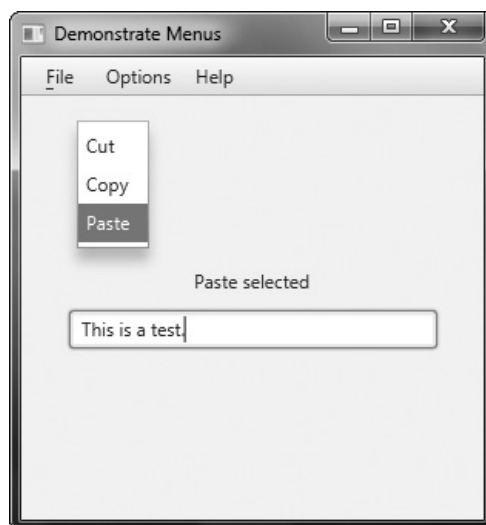 Demonstrate Menus
File Options Help
Cut
Copy
Paste
Paste selected
This is a test.